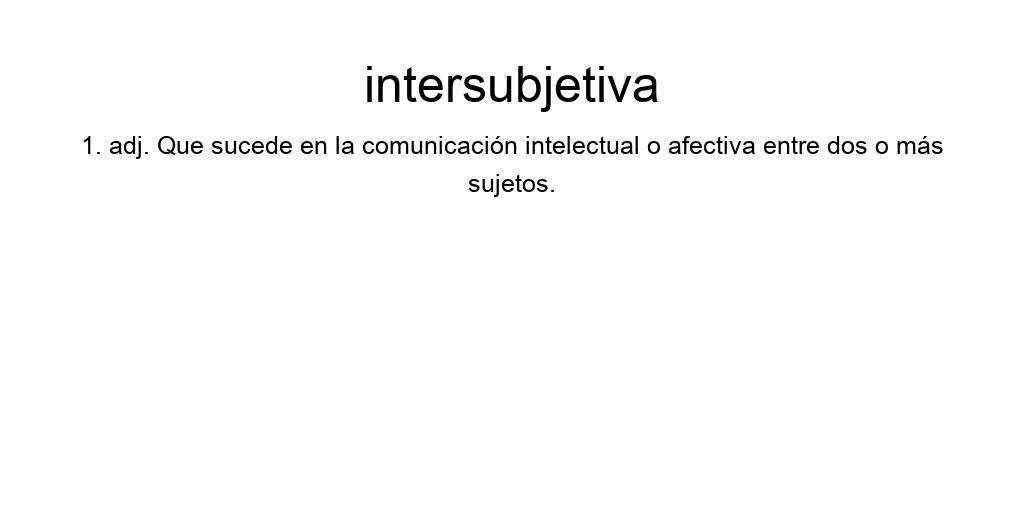 intersubjetiva
1. adj. Que sucede en la comunicación intelectual o afectiva entre dos o más
sujetos.